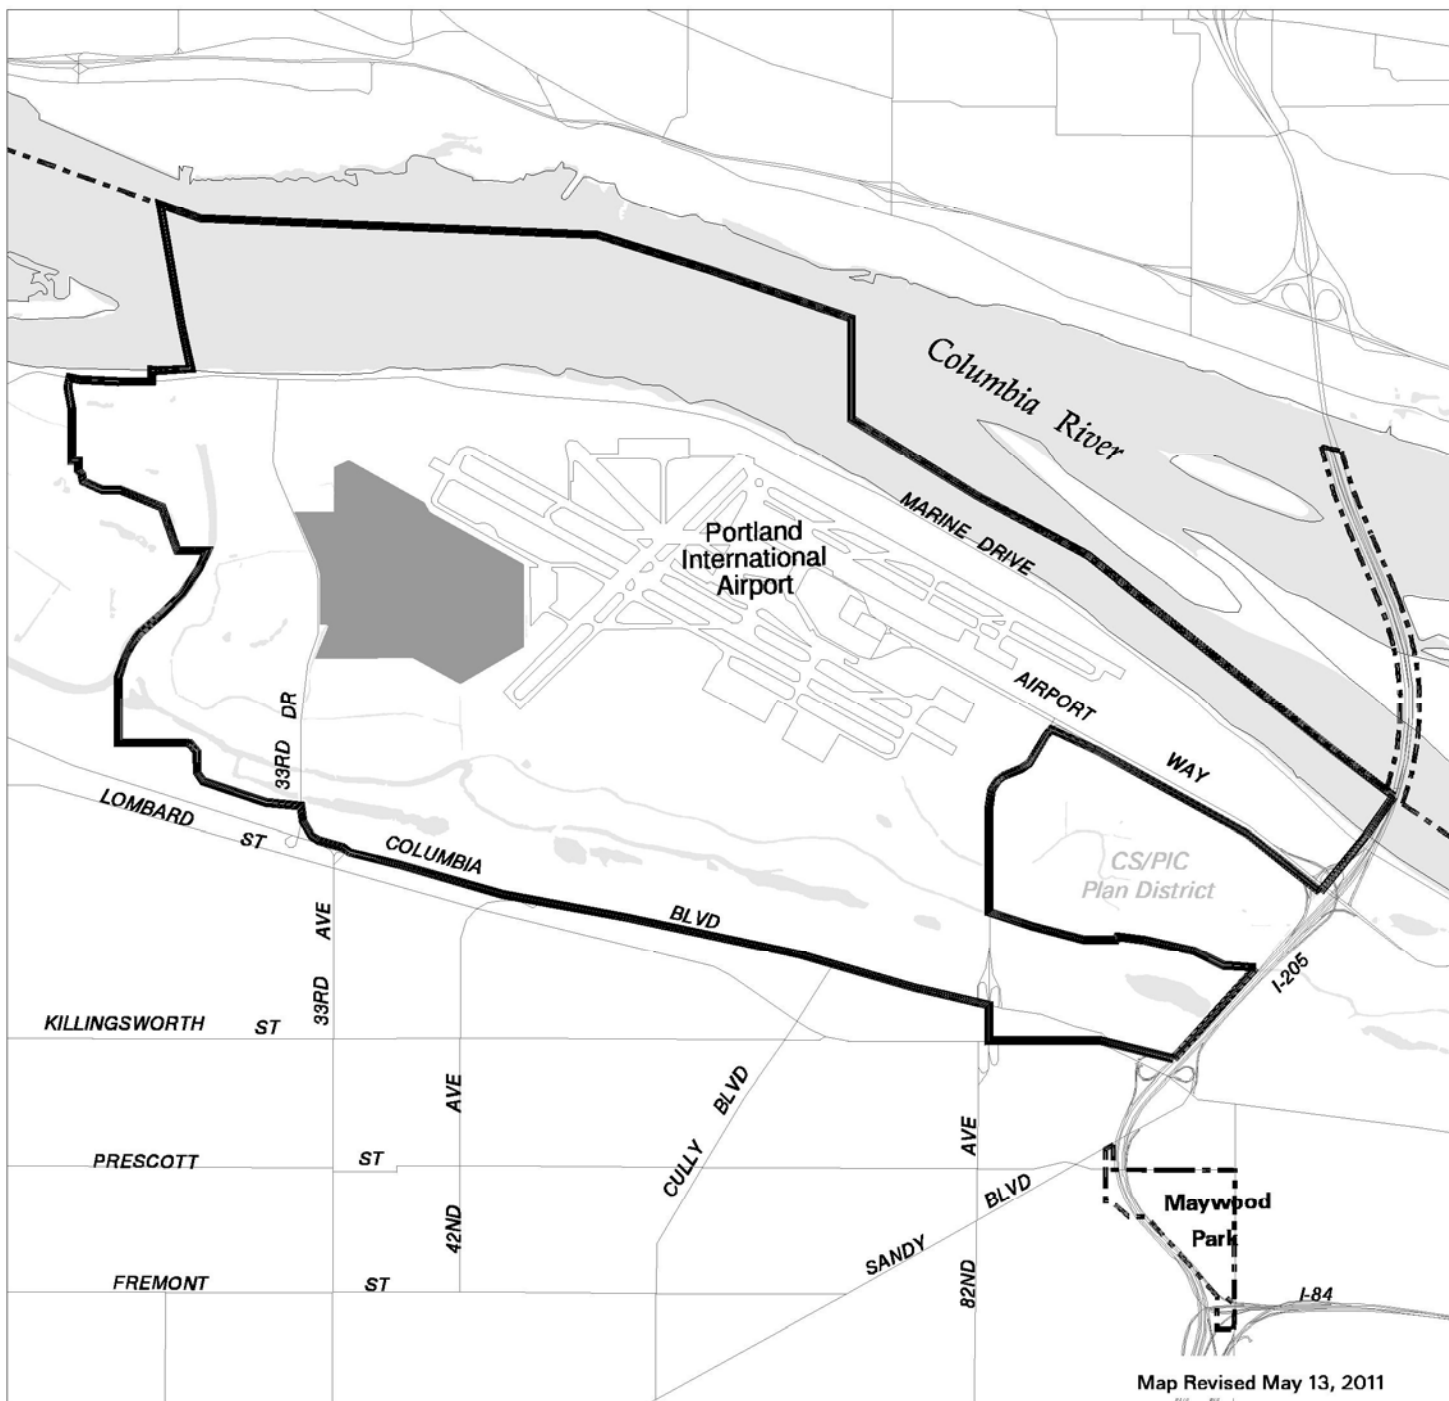 Columbia River
MARINE DRIVE
Portland
International
Airport
AIRPORT WAY
33RD DR
LOMBARD ST
COLUMBIA BLVD
CS/PIC
Plan District
I-205
33RD AVE
KILLINGSWORTH ST
42ND AVE
CULLY BLVD
82ND AVE
PRESCOTT ST
SANDY BLVD
Maywood
Park
FREMONT ST
I-84
Map Revised May 13, 2011